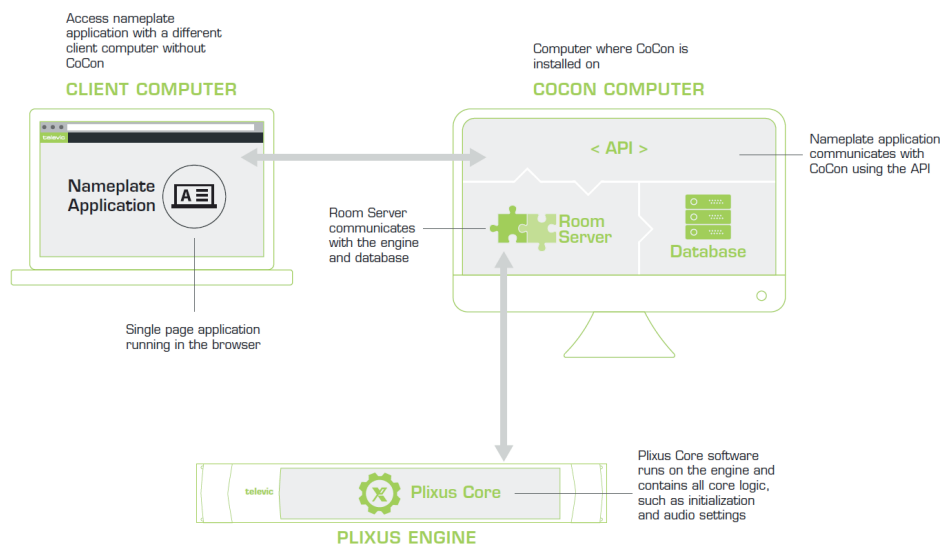 Access nameplate
application with a different
client computer without
CoCon
CLIENT COMPUTER
televic
Nameplate
Application
A
Single page application
running in the browser
Computer where CoCon is
installed on
COCON COMPUTER
< API >
Nameplate application
communicates with
CoCon using the API
Room Server
communicates
with the engine
and database
Room
Server
Database
televic
X
Plixus Core
Plixus Core software
runs on the engine and
contains all core logic,
such as initialization
and audio settings
PLIXUS ENGINE